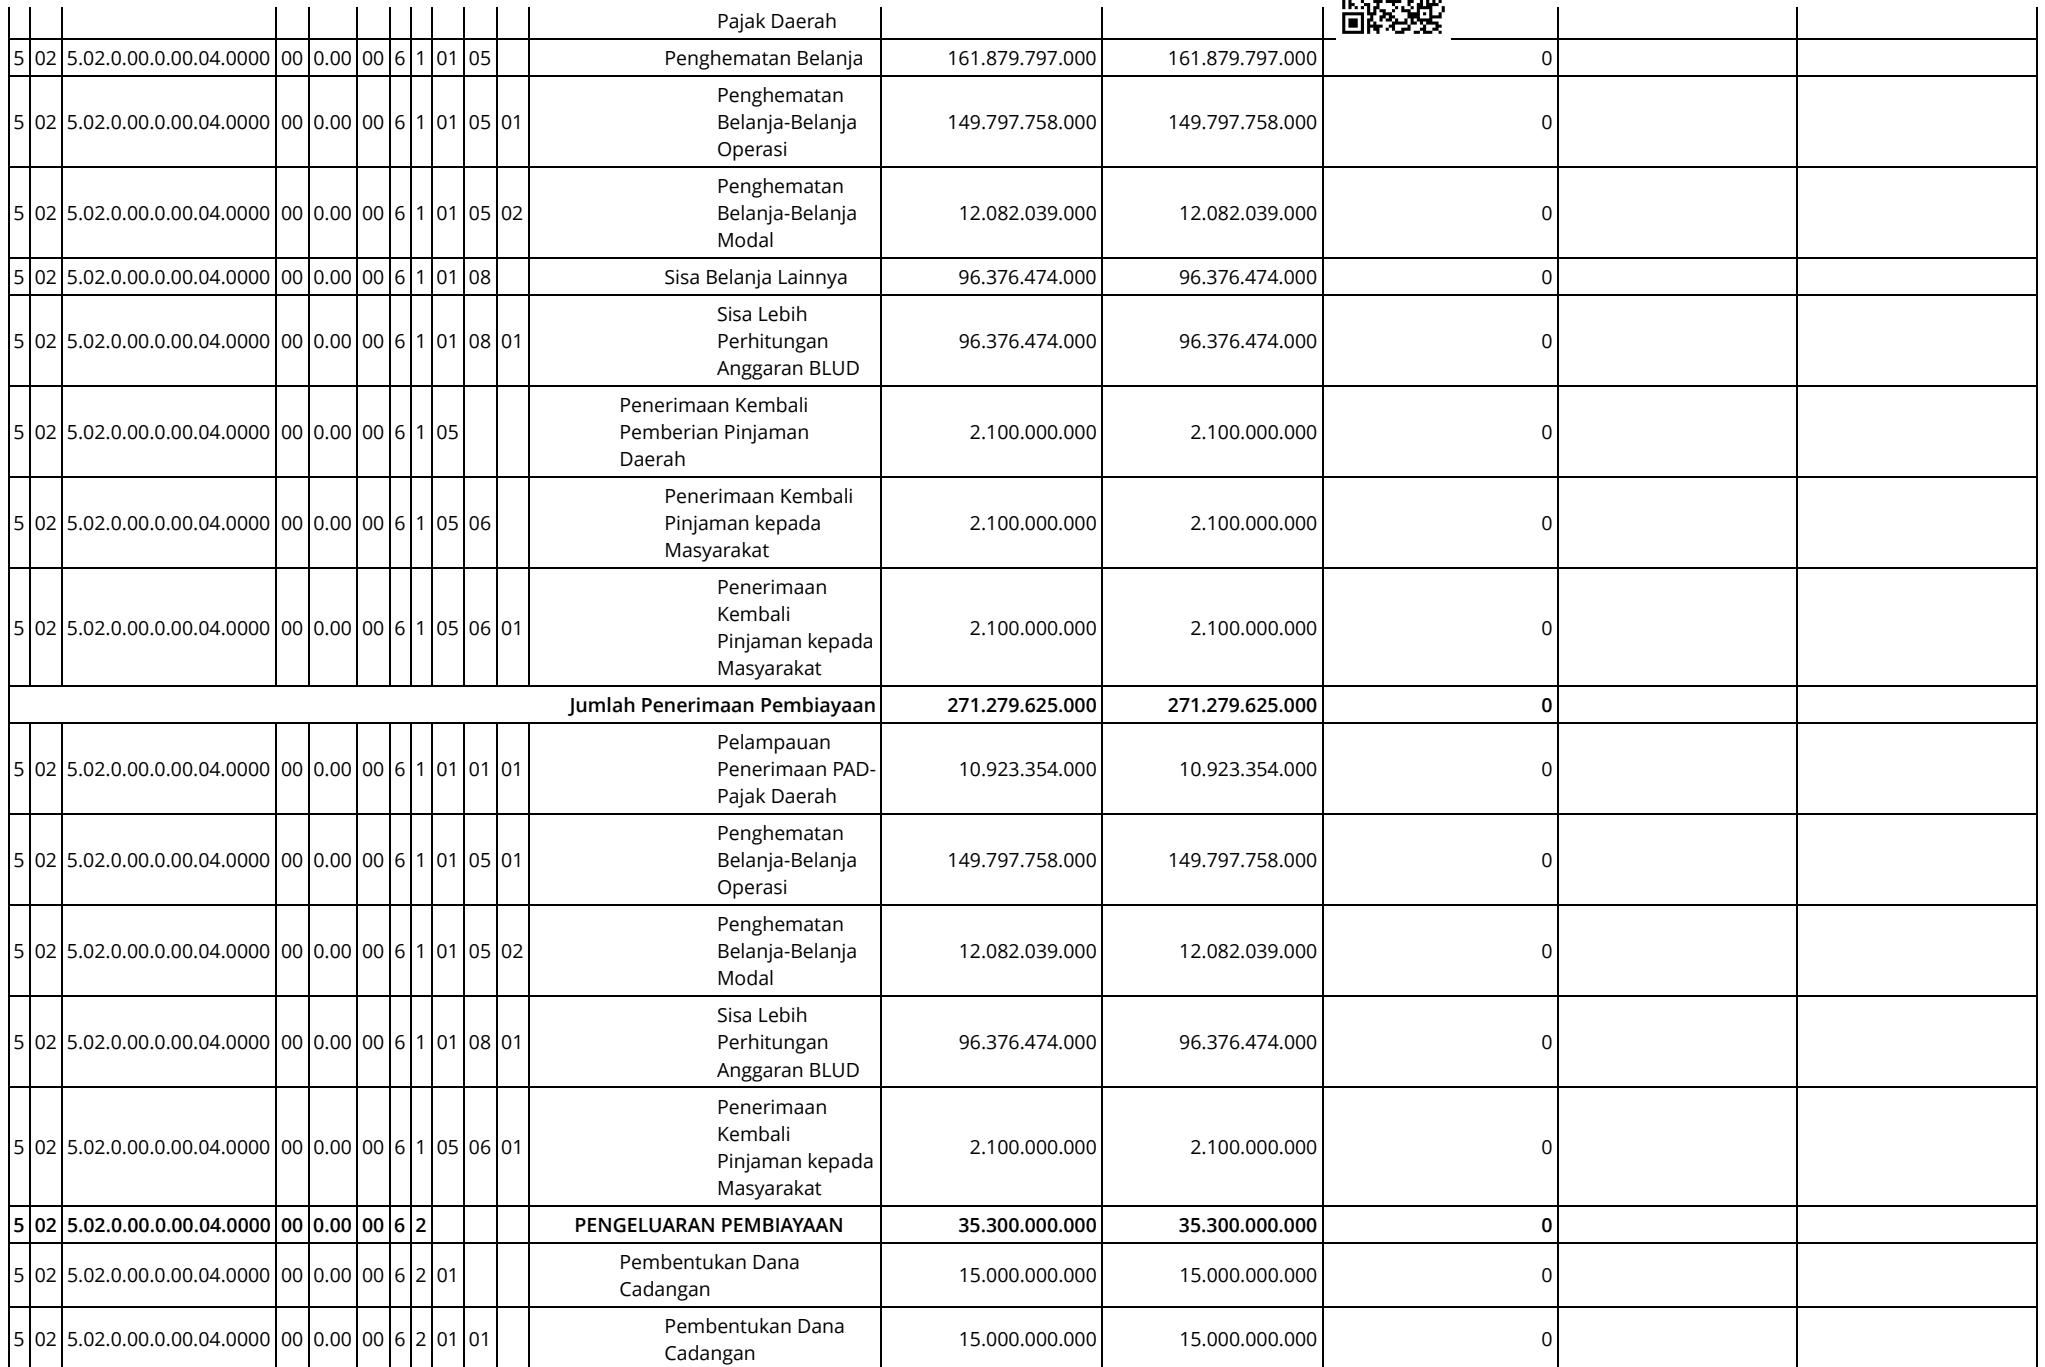 Pajak Daerah
5 02 5.02.0.00.0.00.04.0000 00 0.00 00 6 1 01 05 Penghematan Belanja 161.879.797.000 161.879.797.000 0
Penghematan
5 02 5.02.0.00.0.00.04.0000 00 0.00 00 6 1 01 05 01 Belanja-Belanja 149.797.758.000 149.797.758.000 0
Operasi
Penghematan
5 02 5.02.0.00.0.00.04.0000 00 0.00 00 6 1 01 05 02 Belanja-Belanja 12.082.039.000 12.082.039.000 0
Modal
5 02 5.02.0.00.0.00.04.0000 00 0.00 00 6 1 01 08 Sisa Belanja Lainnya 96.376.474.000 96.376.474.000 0
Sisa Lebih
5 02 5.02.0.00.0.00.04.0000 00 0.00 00 6 1 01 08 01 Perhitungan 96.376.474.000 96.376.474.000 0
Anggaran BLUD
Penerimaan Kembali
5 02 5.02.0.00.0.00.04.0000 00 0.00 00 6 1 05 Pemberian Pinjaman 2.100.000.000 2.100.000.000 0
Daerah
Penerimaan Kembali
5 02 5.02.0.00.0.00.04.0000 00 0.00 00 6 1 05 06 Pinjaman kepada 2.100.000.000 2.100.000.000 0
Masyarakat
Penerimaan
Kembali
5 02 5.02.0.00.0.00.04.0000 00 0.00 00 6 1 05 06 01 2.100.000.000 2.100.000.000 0
Pinjaman kepada
Masyarakat
Jumlah Penerimaan Pembiayaan 271.279.625.000 271.279.625.000 0
Pelampauan
5 02 5.02.0.00.0.00.04.0000 00 0.00 00 6 1 01 01 01 Penerimaan PAD- 10.923.354.000 10.923.354.000 0
Pajak Daerah
Penghematan
5 02 5.02.0.00.0.00.04.0000 00 0.00 00 6 1 01 05 01 Belanja-Belanja 149.797.758.000 149.797.758.000 0
Operasi
Penghematan
5 02 5.02.0.00.0.00.04.0000 00 0.00 00 6 1 01 05 02 Belanja-Belanja 12.082.039.000 12.082.039.000 0
Modal
Sisa Lebih
5 02 5.02.0.00.0.00.04.0000 00 0.00 00 6 1 01 08 01 Perhitungan 96.376.474.000 96.376.474.000 0
Anggaran BLUD
Penerimaan
Kembali
5 02 5.02.0.00.0.00.04.0000 00 0.00 00 6 1 05 06 01 2.100.000.000 2.100.000.000 0
Pinjaman kepada
Masyarakat
5 02 5.02.0.00.0.00.04.0000 00 0.00 00 6 2 PENGELUARAN PEMBIAYAAN 35.300.000.000 35.300.000.000 0
Pembentukan Dana
5 02 5.02.0.00.0.00.04.0000 00 0.00 00 6 2 01 15.000.000.000 15.000.000.000 0
Cadangan
Pembentukan Dana
5 02 5.02.0.00.0.00.04.0000 00 0.00 00 6 2 01 01 15.000.000.000 15.000.000.000 0
Cadangan